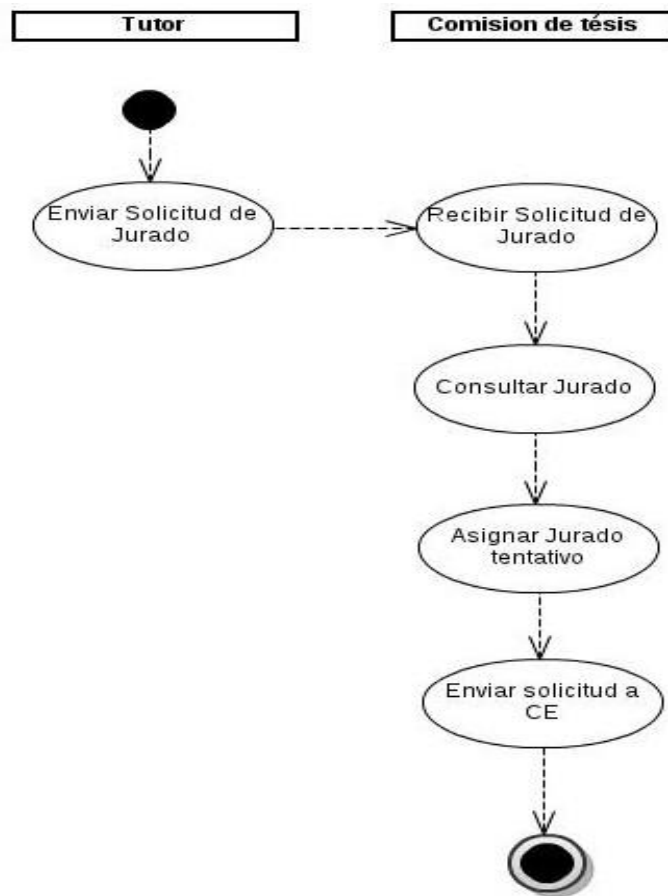 Tutor
Comision de tésis
Enviar Solicitud de
Jurado
Recibir Solicitud de
Jurado
Consultar Jurado
Asignar Jurado
tentativo
Enviar solicitud a
CE